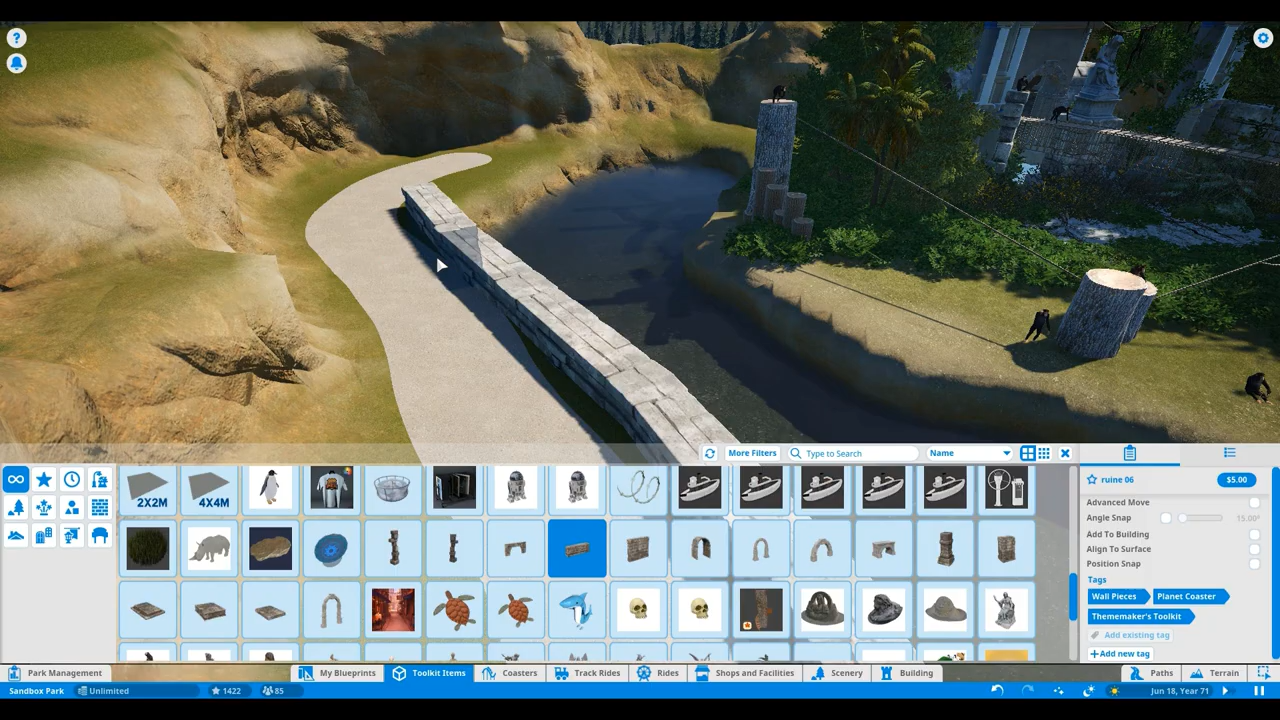 ?
More Filters
Type to Search
Name
2X2M
4X4M
ruine 06
$5.00
Advanced Move
Angle Snap
15.00°
Add To Building
Align To Surface
Position Snap
Tags
Wall Pieces
Planet Coaster
Thememaker's Toolkit
Add existing tag
+Add new tag
Park Management
My Blueprints
Toolkit Items
Coasters
Track Rides
Rides
Shops and Facilities
Scenery
Building
Paths
Terrain
Sandbox Park
Unlimited
1422
85
Jun 18, Year 71